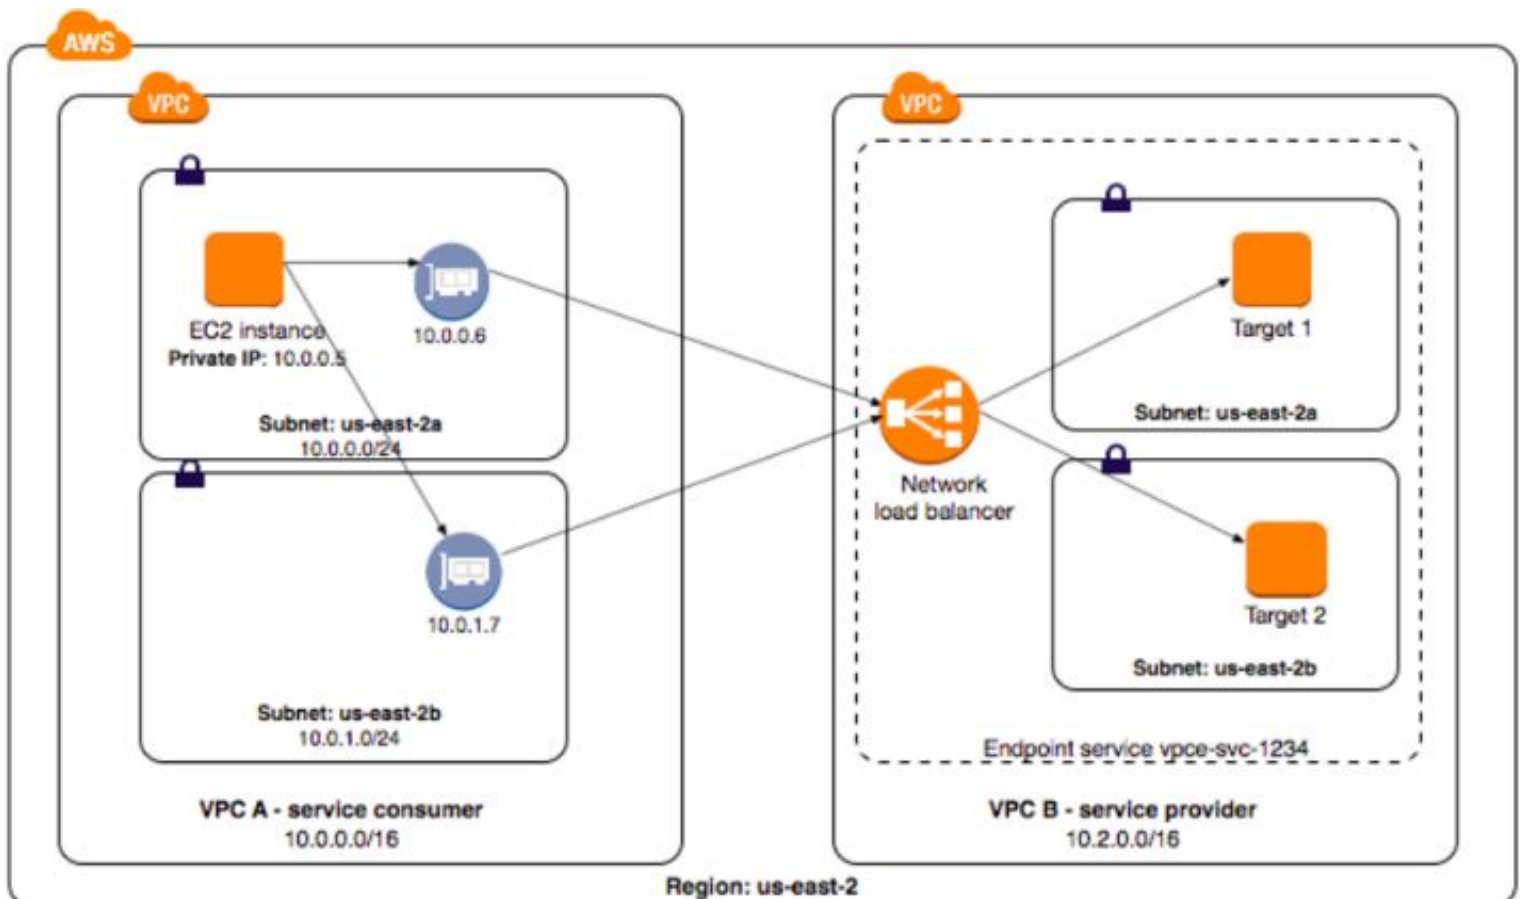 AWS
VPC
VPC
EC2 instance
Private IP: 10.0.0.5
10.0.0.6
Subnet: us-east-2a
10.0.0.0/24
10.0.1.7
Subnet: us-east-2b
10.0.1.0/24
VPC A - service consumer
10.0.0.0/16
Network
load balancer
Target 1
Subnet: us-east-2a
Target 2
Subnet: us-east-2b
Endpoint service vpce-svc-1234
VPC B - service provider
10.2.0.0/16
Region: us-east-2